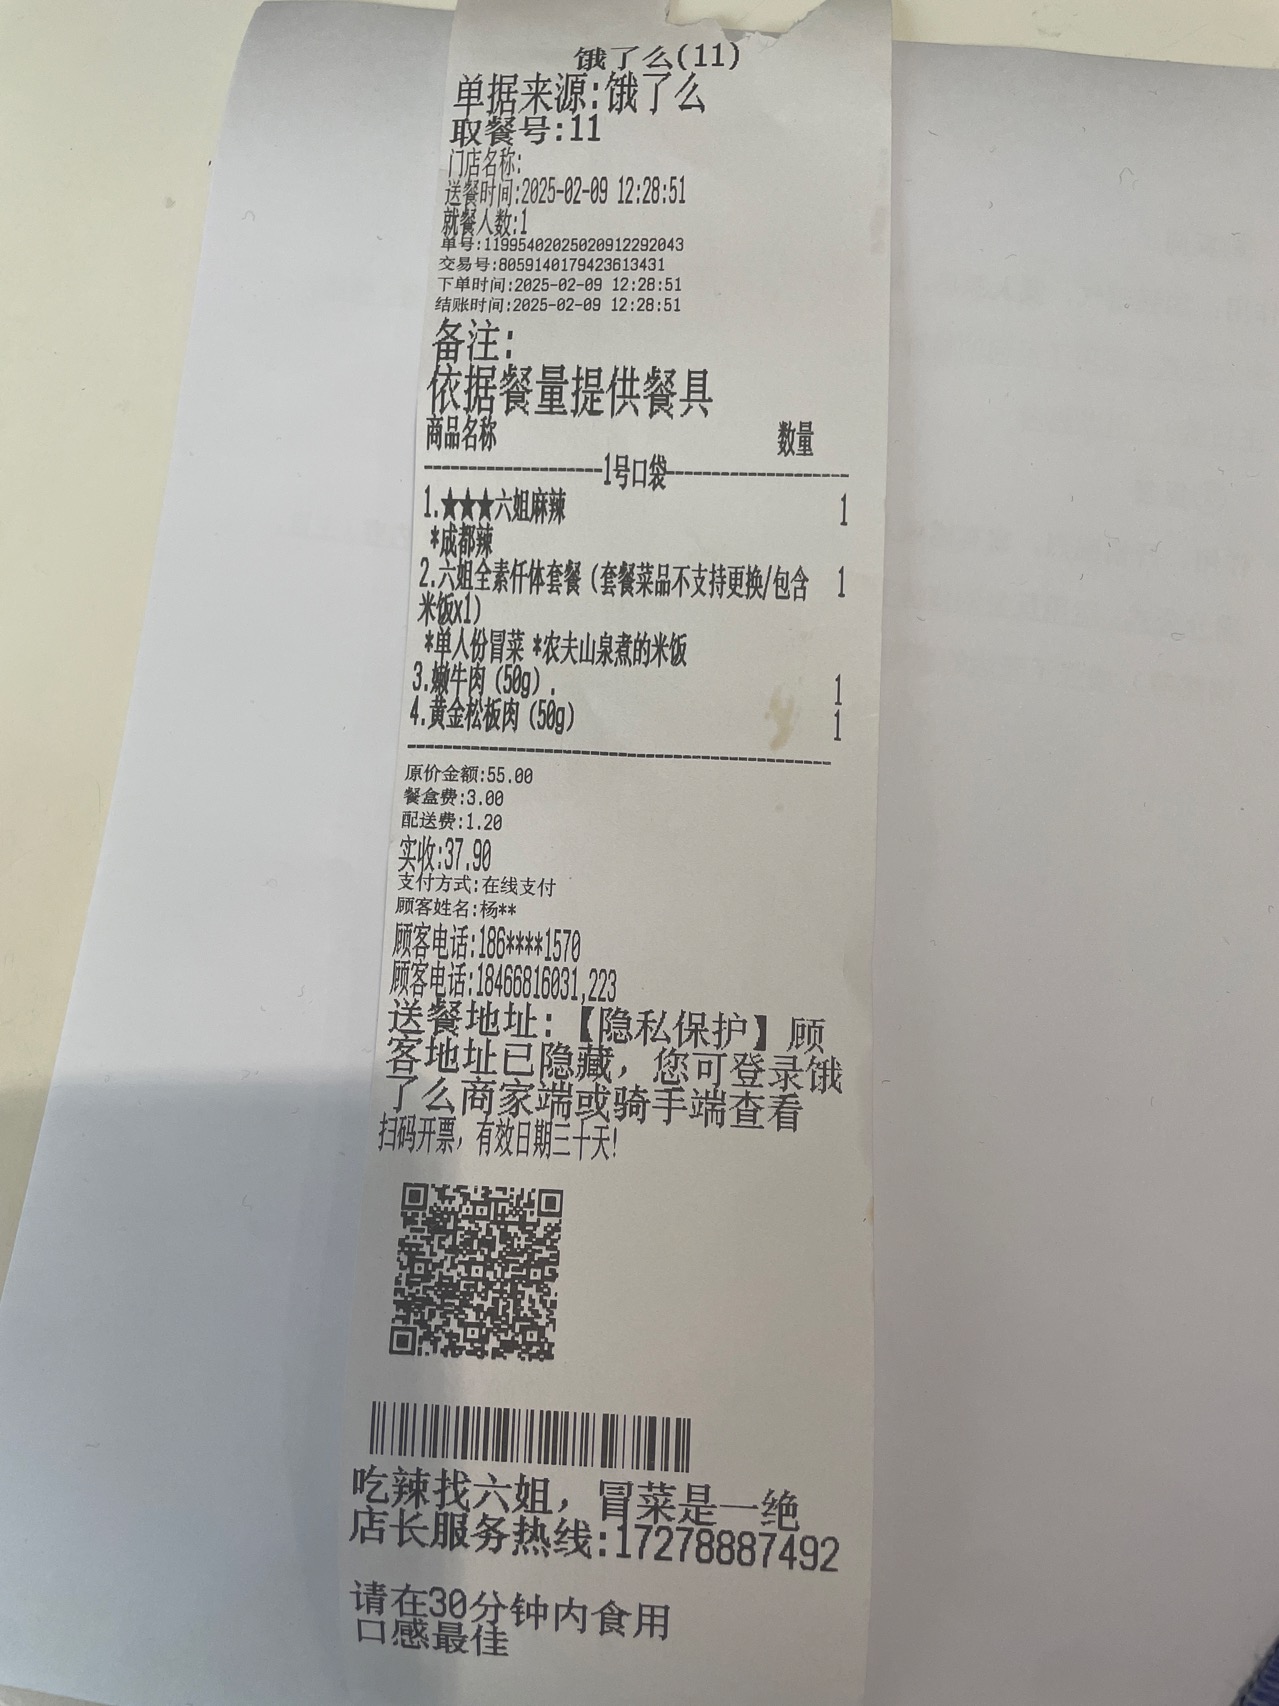 饿了么(11)
单据来源:饿了么
取餐号:11
门店名称:
送餐时间:2025-02-09 12:28:51
就餐人数:1
单号:11995402025020912292043
交易号:8059140179423613431
下单时间:2025-02-09 12:28:51
结账时间:2025-02-09 12:28:51
备注:
依据餐量提供餐具
商品名称 数量
--------------------1号口袋--------------------
1.★★★六姐麻辣 1
*成都辣
2.六姐全素仟体套餐(套餐菜品不支持更换/包含 1
米饭x1)
*单人份冒菜 *农夫山泉煮的米饭
3.嫩牛肉(50g). 1
4.黄金松板肉(50g) 1
原价金额:55.00
餐盒费:3.00
配送费:1.20
实收:37.90
支付方式:在线支付
顾客姓名:杨**
顾客电话:186****1570
顾客电话:18466816031,223
送餐地址:【隐私保护】顾
客地址已隐藏,您可登录饿
了么商家端或骑手端查看
扫码开票,有效日期三十天!
吃辣找六姐,冒菜是一绝
店长服务热线:17278887492
请在30分钟内食用
口感最佳